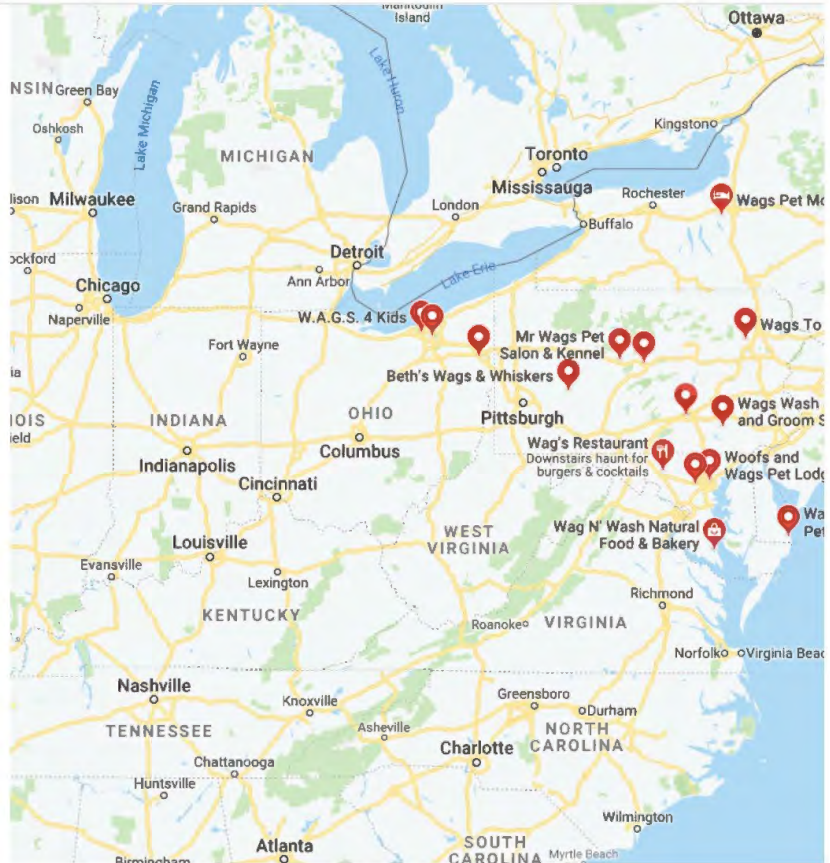 Manitoulin
Island
Ottawa
NSIN
Green Bay
Lake Huron
Oshkosh
Kingston
Lake Michigan
MICHIGAN
Toronto
Mississauga
lison
Milwaukee
Grand Rapids
London
Rochester
Wags Pet Mo
Buffalo
Detroit
ockford
Ann Arbor
Lake Erie
Chicago
Naperville
W.A.G.S. 4 Kids
Wags To
Fort Wayne
Mr Wags Pet
Salon & Kennel
ia
Beth's Wags & Whiskers
OIS
INDIANA
OHIO
Pittsburgh
Wags Wash
and Groom S
ield
Columbus
Indianapolis
Wag's Restaurant
Downstairs haunt for
burgers & cocktails
Woofs and
Wags Pet Lodg
Cincinnati
Wa
Pet
WEST
VIRGINIA
Wag N' Wash Natural
Food & Bakery
Louisville
Evansville
Lexington
Richmond
KENTUCKY
Roanoke
VIRGINIA
Norfolk
Virginia Beac
Nashville
Knoxville
Greensboro
Durham
TENNESSEE
Asheville
NORTH
CAROLINA
Charlotte
Chattanooga
Huntsville
Wilmington
Atlanta
SOUTH
CAROLINA
Myrtle Beach
Birmingham